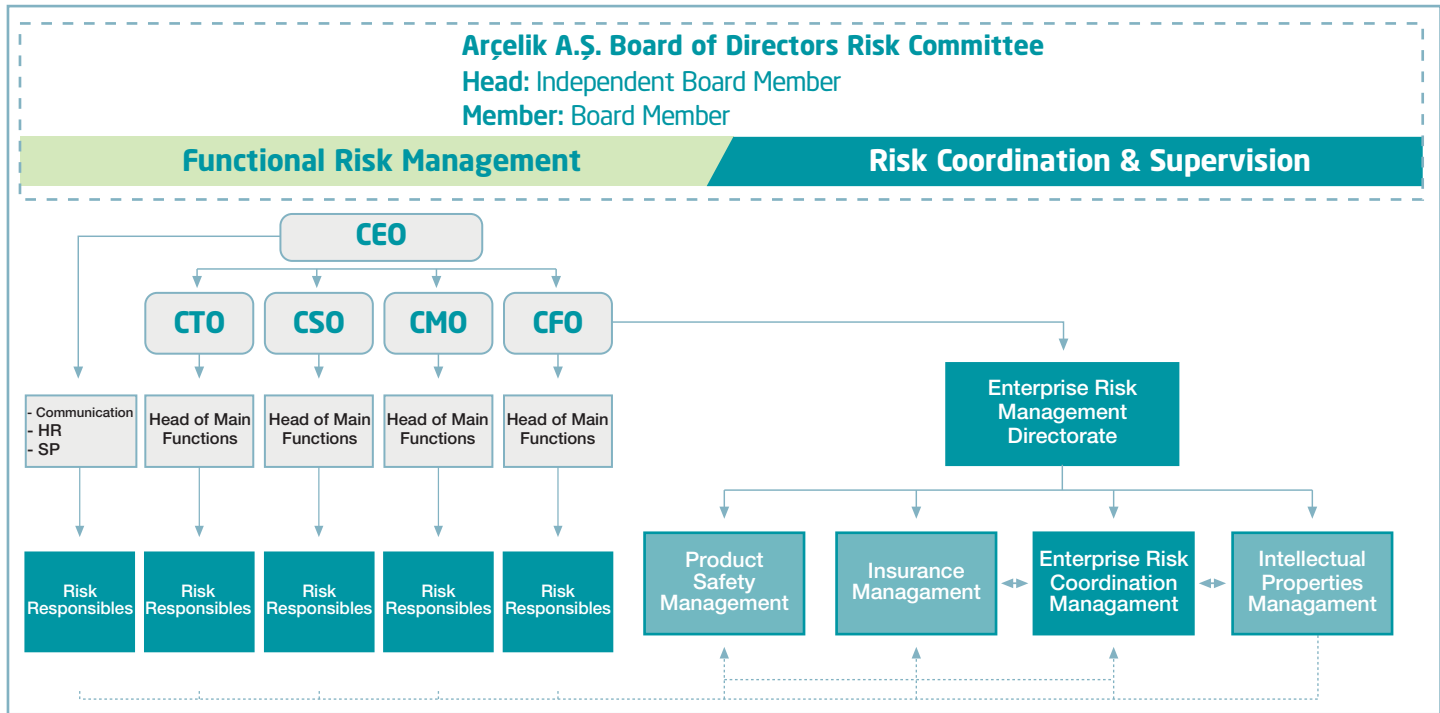 Arçelik A.Ş. Board of Directors Risk Committee
Head: Independent Board Member
Member: Board Member
Functional Risk Management
Risk Coordination & Supervision
CEO
CTO
CSO
CMO
CFO
- Communication
- HR
- SP
Head of Main
Functions
Head of Main
Functions
Head of Main
Functions
Head of Main
Functions
Enterprise Risk
Management
Directorate
Risk
Responsibles
Risk
Responsibles
Risk
Responsibles
Risk
Responsibles
Risk
Responsibles
Product
Safety
Management
Insurance
Managament
Enterprise Risk
Coordination
Managament
Intellectual
Properties
Managament